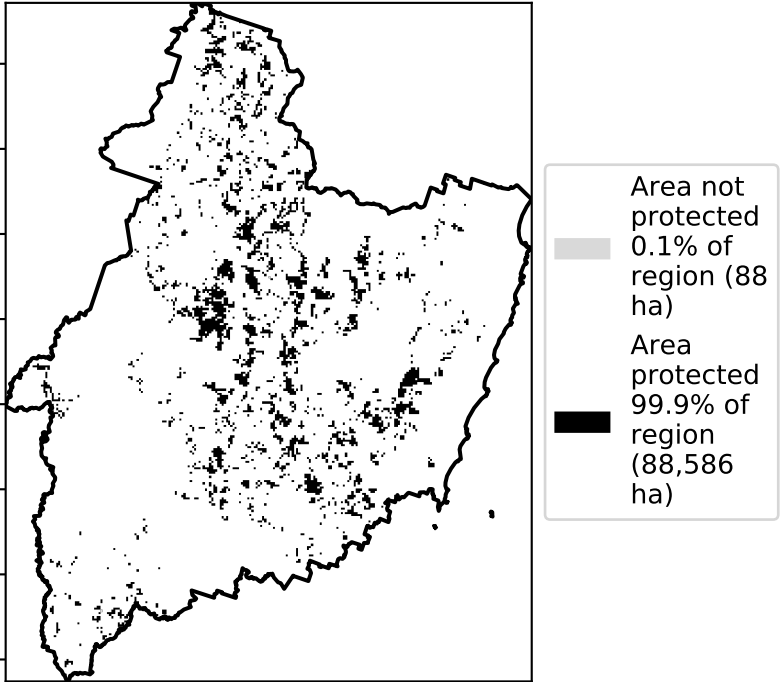 Area not
protected
0.1% of
region (88
ha)
Area
protected
99.9% of
region
(88,586
ha)